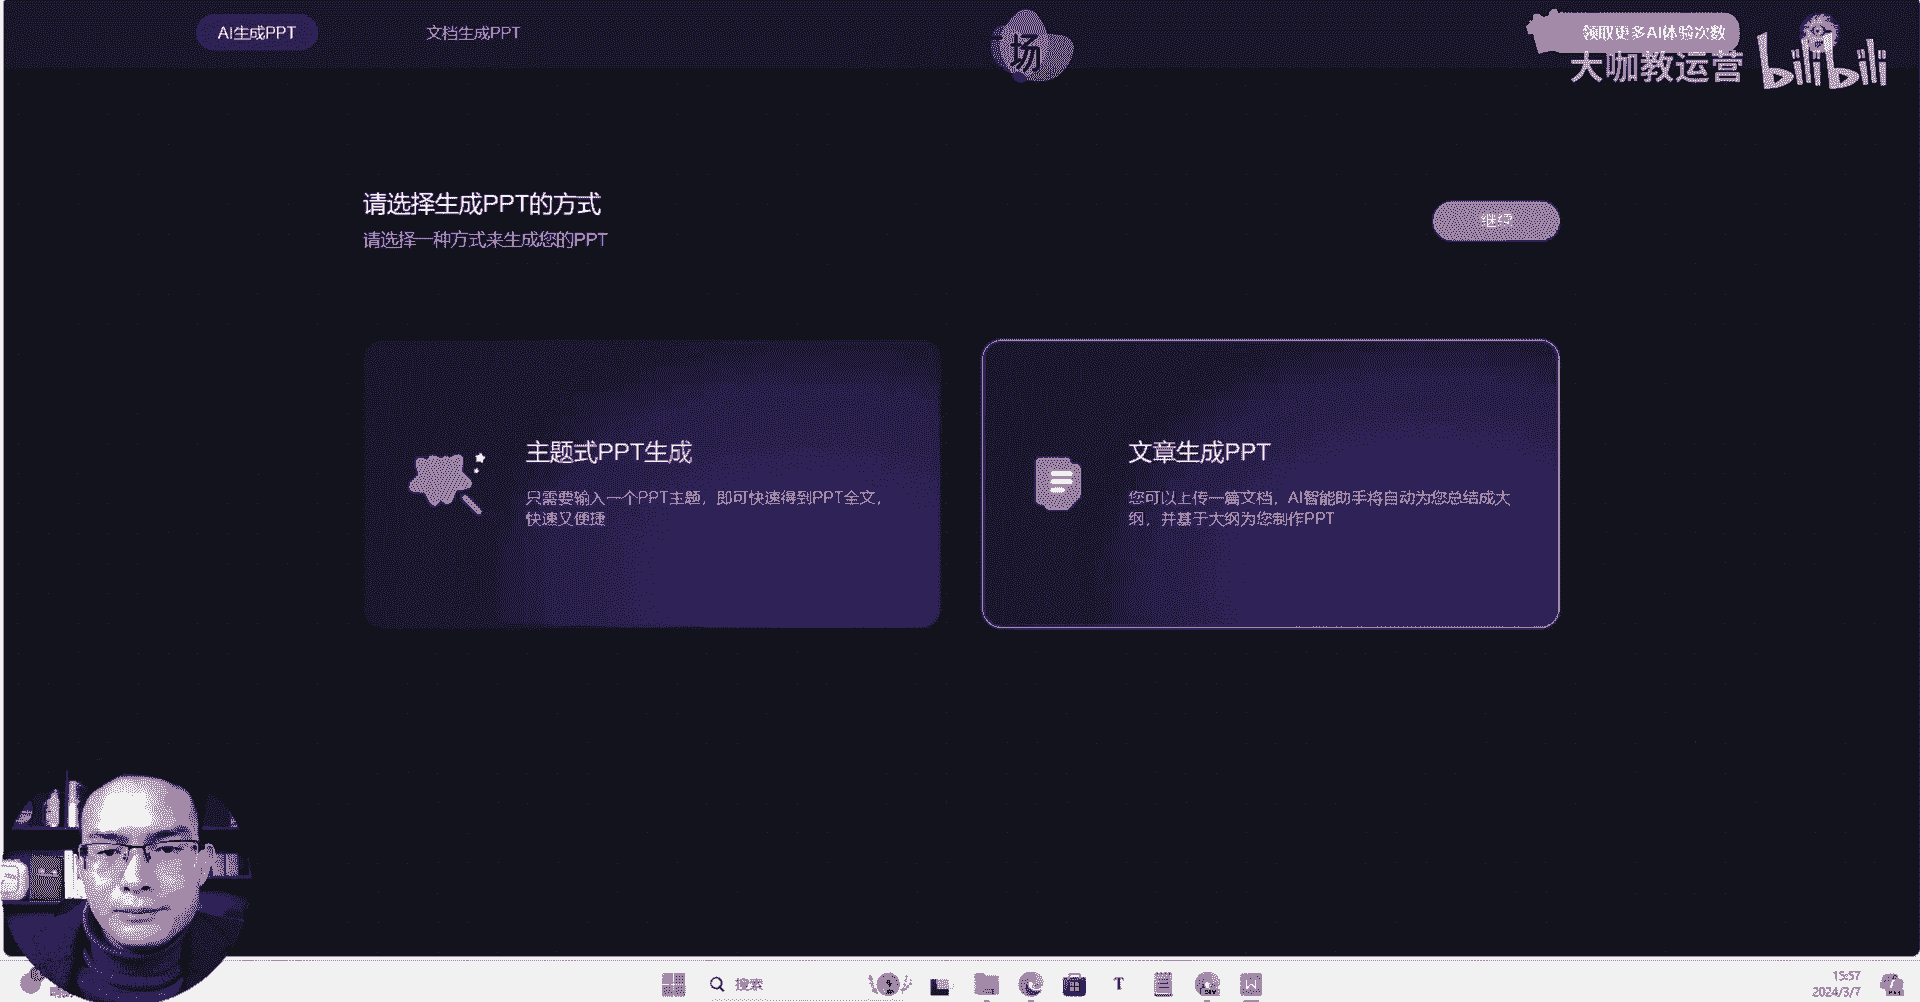 AI生成PPT
文档生成PPT
场
领取更多AI体验次数
大咖教运营
bilibili
请选择生成PPT的方式
请选择一种方式来生成您的PPT
继续
主题式PPT生成
只需要输入一个PPT主题，即可快速得到PPT全文，
快速又便捷
文章生成PPT
您可以上传一篇文档，AI智能助手将自动为您总结成大
纲，并基于大纲为您制作PPT
搜索
15:57
2024/3/7